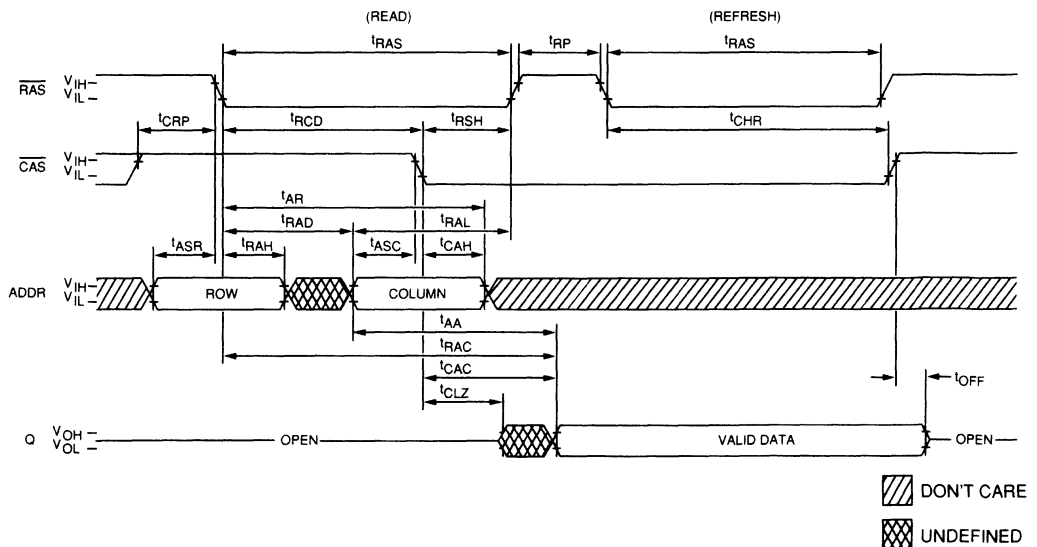 (READ) (REFRESH)
tRAS tRP tRAS
RAS VIH VIL
tCRP tRCD tRSH tCHR
CAS VIH VIL
tAR
tRAD tRAL
tASR tRAH tASC tCAH
ADDR VIH VIL ROW COLUMN
tAA
tRAC
tCAC
tOFF
tCLZ
Q VOH VOL OPEN VALID DATA OPEN
DON'T CARE
UNDEFINED